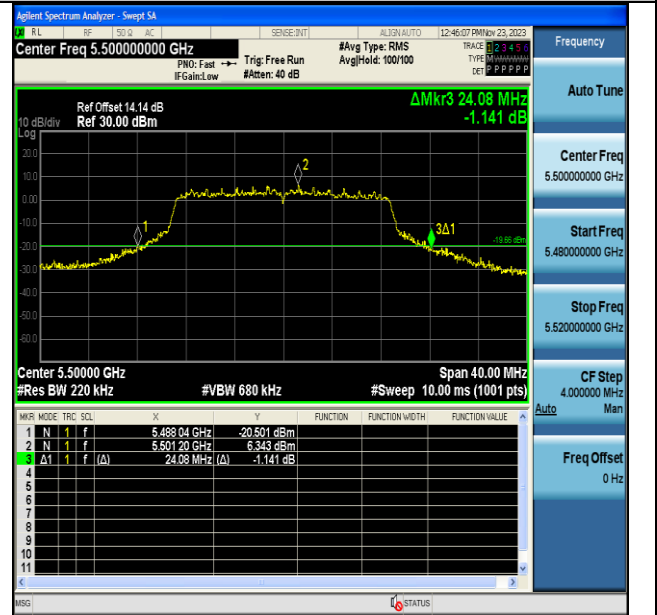 Agilent Spectrum Analyzer - Swept SA
RL RF 50 Ω AC SENSE:INT ALIGN AUTO 12:46:07 PM Nov 23, 2023
Center Freq 5.500000000 GHz #Avg Type: RMS TRACE 1 2 3 4 5 6
PNO: Fast Trig: Free Run Avg|Hold: 100/100 TYPE M
IFGain:Low #Atten: 40 dB DET P P P P P P
Frequency
Auto Tune
Center Freq
5.500000000 GHz
Start Freq
5.480000000 GHz
Stop Freq
5.520000000 GHz
CF Step
4.000000 MHz
Auto Man
Freq Offset
0 Hz
ΔMkr3 24.08 MHz
-1.141 dB
Ref Offset 14.14 dB
10 dB/div Ref 30.00 dBm
Log
20.0
10.0
0.00
-10.0
-20.0
-30.0
-40.0
-50.0
-60.0
1
2
3Δ1
-19.66 dBm
Center 5.50000 GHz Span 40.00 MHz
#Res BW 220 kHz #VBW 680 kHz #Sweep 10.00 ms (1001 pts)
MKR MODE TRC SCL X Y FUNCTION FUNCTION WIDTH FUNCTION VALUE
1 N 1 f 5.488 04 GHz -20.501 dBm
2 N 1 f 5.501 20 GHz 6.343 dBm
3 Δ1 1 f (Δ) 24.08 MHz (Δ) -1.141 dB
4
5
6
7
8
9
10
11
MSG STATUS